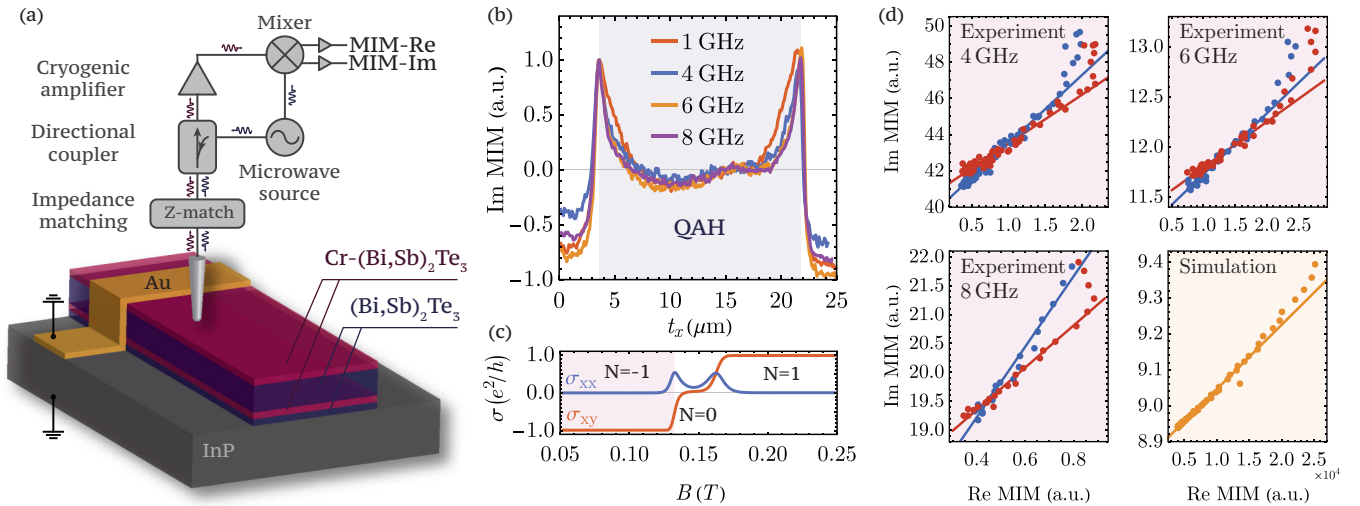 (a)
Mixer
MIM-Re
MIM-Im
Cryogenic
amplifier
Directional
coupler
Microwave
source
Impedance
matching
Z-match
Au
Cr-(Bi,Sb)₂Te₃
(Bi,Sb)₂Te₃
InP
(b)
1 GHz
4 GHz
6 GHz
8 GHz
QAH
Im MIM (a.u.)
1.0
0.5
0.0
−0.5
−1.0
0 5 10 15 20 25
tₓ (μm)
(c)
σ (e²/h)
1.0
0.0
−1.0
σxx
σxy
N=-1
N=0
N=1
0.05 0.10 0.15 0.20 0.25
B (T)
(d)
Experiment
4 GHz
Im MIM (a.u.)
50
48
46
44
42
40
0.5 1.0 1.5 2.0
Experiment
6 GHz
13.0
12.5
12.0
11.5
0.5 1.0 1.5 2.0 2.5
Experiment
8 GHz
Im MIM (a.u.)
22.0
21.5
21.0
20.5
20.0
19.5
19.0
0.4 0.6 0.8
Re MIM (a.u.)
Simulation
9.4
9.3
9.2
9.1
9.0
8.9
0.5 1.0 1.5 2.0 2.5
×10⁴
Re MIM (a.u.)